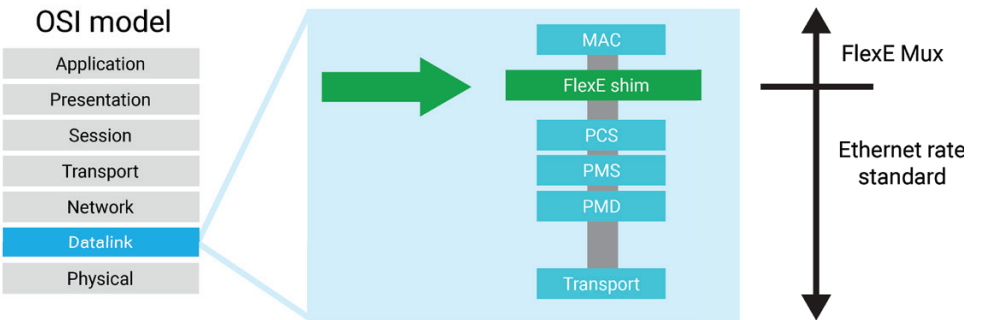 OSI model
Application
Presentation
Session
Transport
Network
Datalink
Physical
MAC
FlexE shim
PCS
PMS
PMD
Transport
FlexE Mux
Ethernet rate
standard